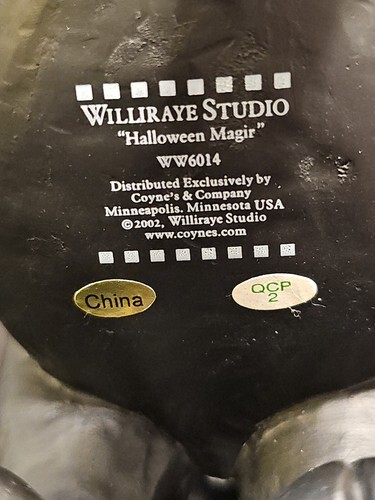 WILLIRAYE STUDIO
"Halloween Magir"
WW6014
Distributed Exclusively by
Coyne's & Company
Minneapolis. Minnesota USA
©2002, Williraye Studio
www.coynes.com
China
QCP
2